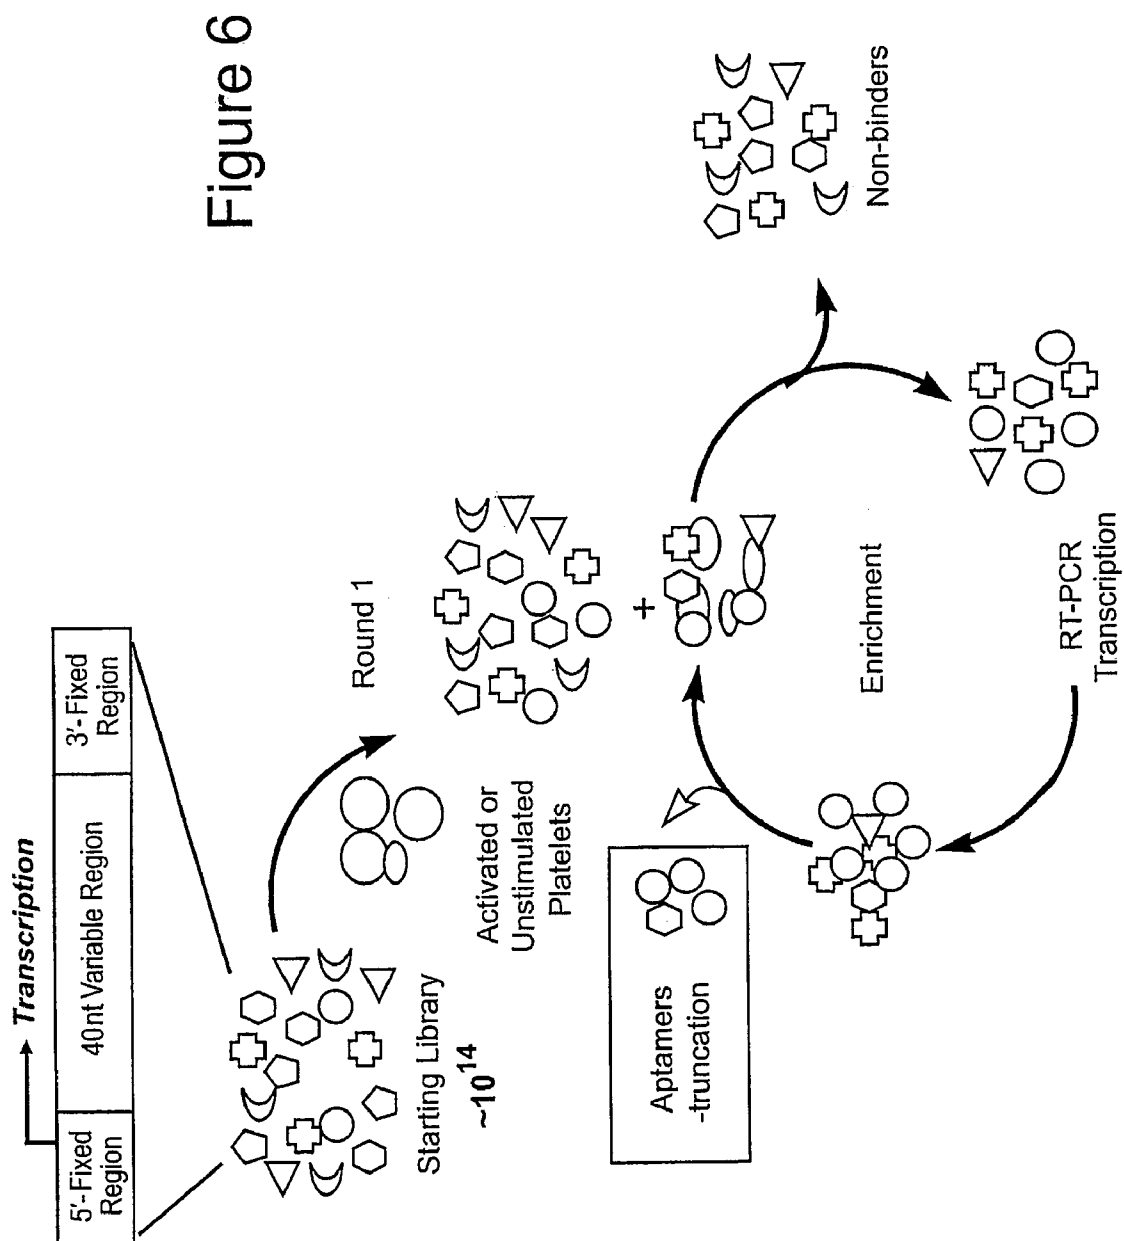 Figure 6
Transcription
5'-Fixed
Region
40nt Variable Region
3'-Fixed
Region
Starting Library
~10^14
Activated or
Unstimulated
Platelets
Round 1
+
Non-binders
Enrichment
RT-PCR
Transcription
Aptamers
-truncation